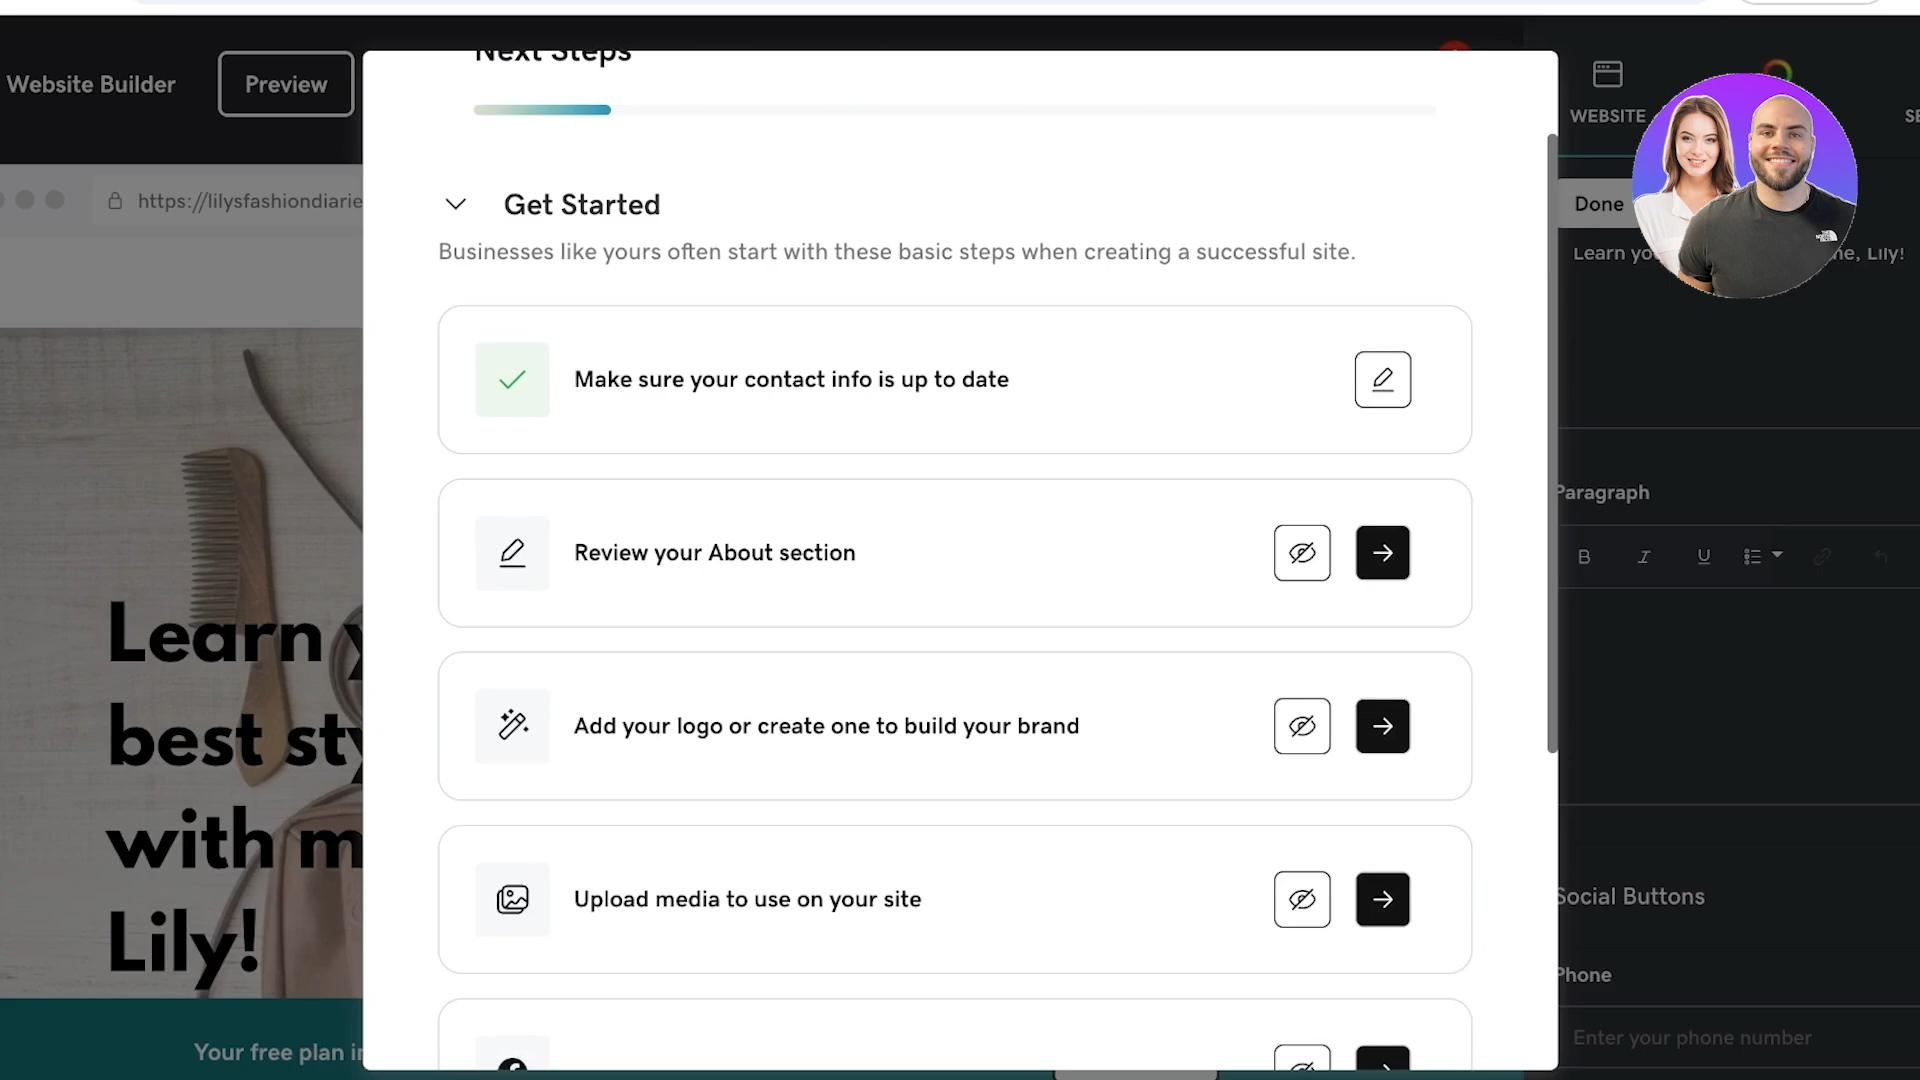 Next Steps
Website Builder
Preview
WEBSITE
https://lilysfashiondiarie
Done
Get Started
Businesses like yours often start with these basic steps when creating a successful site.
Make sure your contact info is up to date
Review your About section
Add your logo or create one to build your brand
Upload media to use on your site
Learn
best
with
Lily!
Your free plan
Learn
Lily!
THE NORTH FACE
Paragraph
B I U
Social Buttons
Phone
Enter your phone number